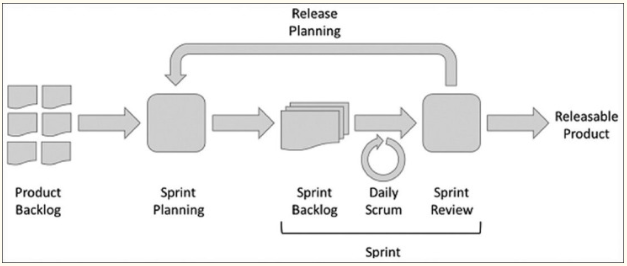 Release
Planning
Releasable
Product
Product
Backlog
Sprint
Planning
Sprint
Backlog
Daily
Scrum
Sprint
Review
Sprint